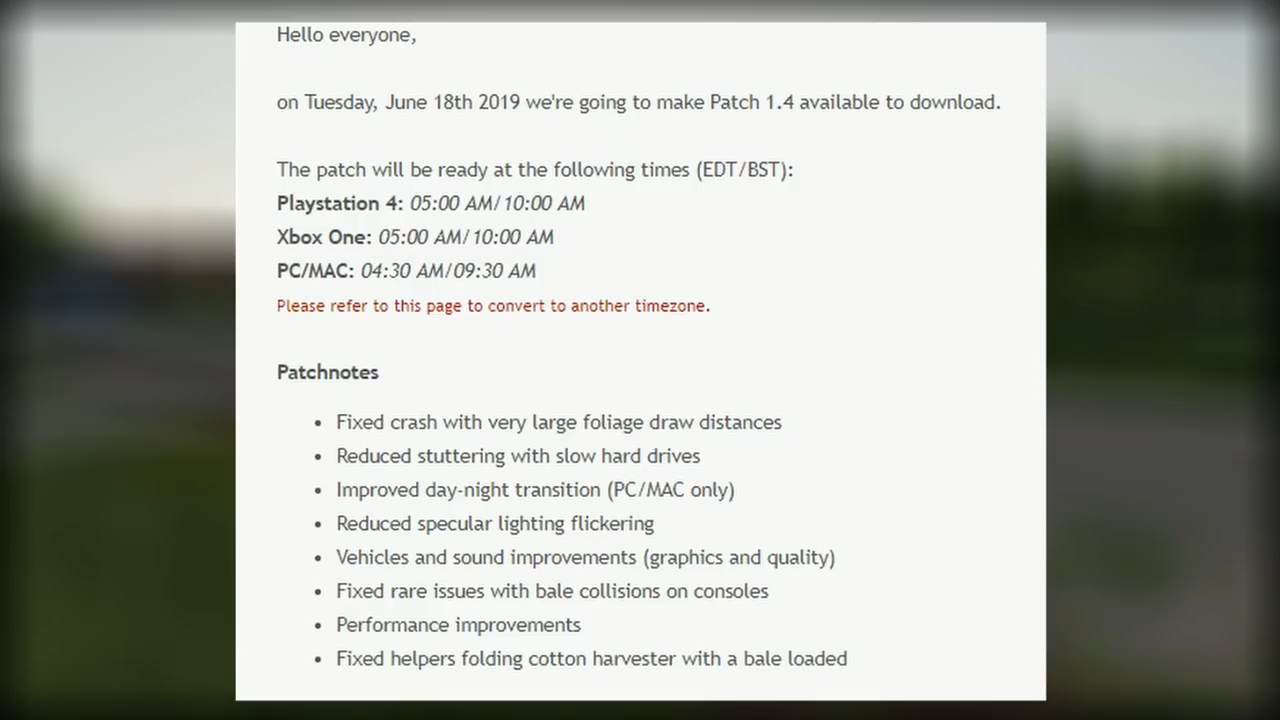 Hello everyone,
on Tuesday, June 18th 2019 we're going to make Patch 1.4 available to download.
The patch will be ready at the following times (EDT/BST):
Playstation 4: 05:00 AM/10:00 AM
Xbox One: 05:00 AM/10:00 AM
PC/MAC: 04:30 AM/09:30 AM
Please refer to this page to convert to another timezone.
Patchnotes
• Fixed crash with very large foliage draw distances
• Reduced stuttering with slow hard drives
• Improved day-night transition (PC/MAC only)
• Reduced specular lighting flickering
• Vehicles and sound improvements (graphics and quality)
• Fixed rare issues with bale collisions on consoles
• Performance improvements
• Fixed helpers folding cotton harvester with a bale loaded